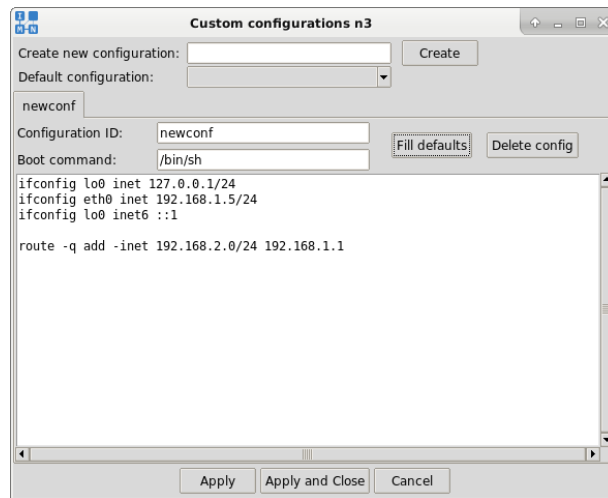 I
M N
Custom configurations n3
Create new configuration: Create
Default configuration:
newconf
Configuration ID: newconf
Fill defaults Delete config
Boot command: /bin/sh
ifconfig lo0 inet 127.0.0.1/24
ifconfig eth0 inet 192.168.1.5/24
ifconfig lo0 inet6 ::1
route -q add -inet 192.168.2.0/24 192.168.1.1
Apply Apply and Close Cancel